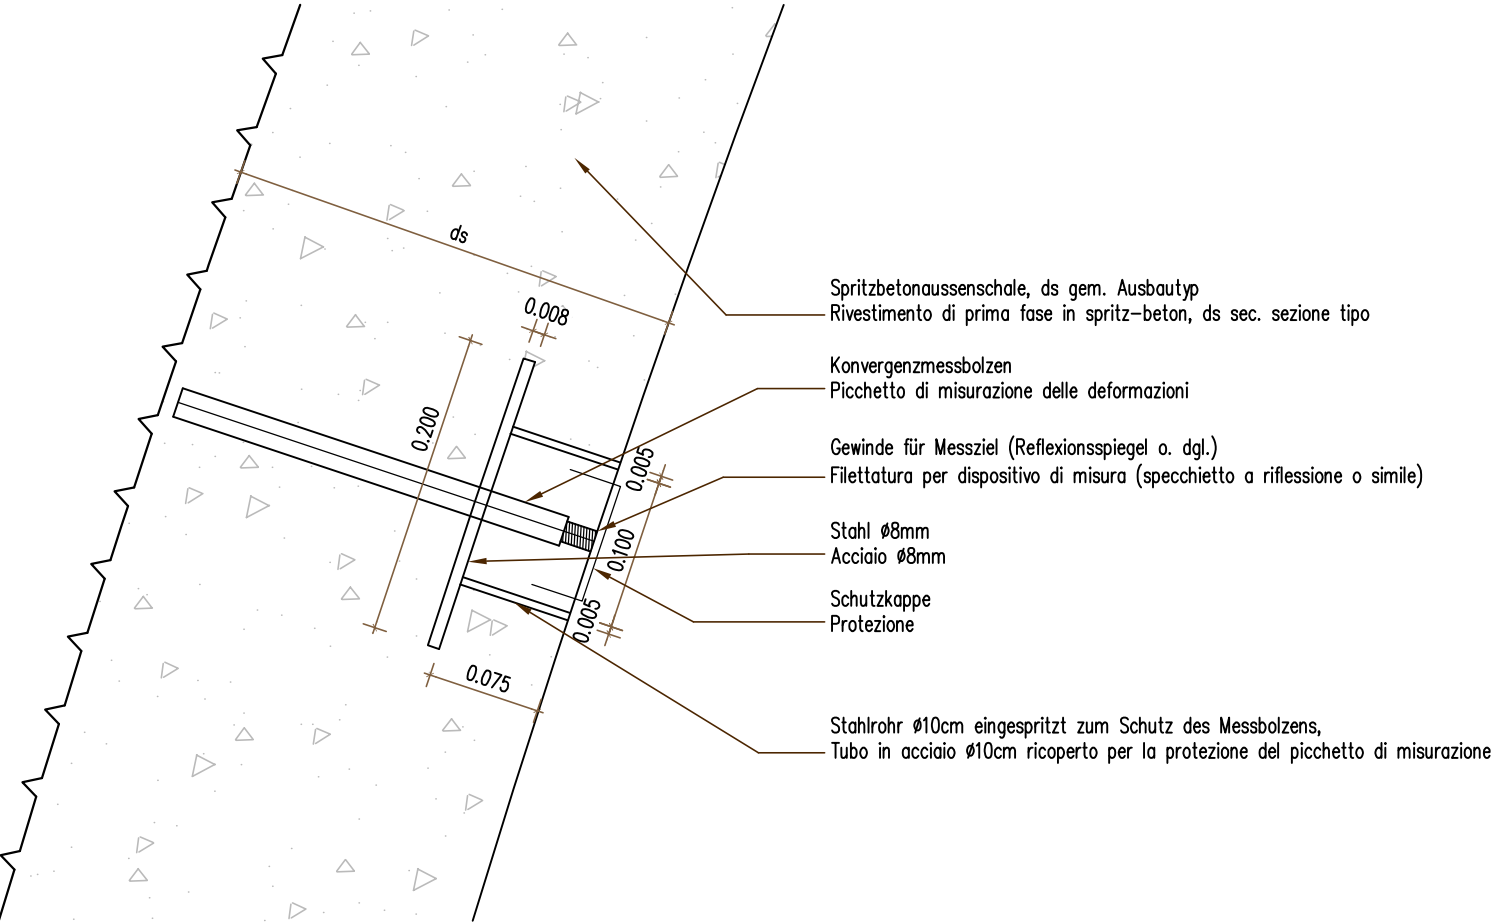 ds
0.008
0.200
0.005
0.100
0.005
0.075
Spritzbetonaussenschale, ds gem. Ausbautyp
Rivestimento di prima fase in spritz-beton, ds sec. sezione tipo
Konvergenzmessbolzen
Picchetto di misurazione delle deformazioni
Gewinde für Messziel (Reflexionsspiegel o. dgl.)
Filettatura per dispositivo di misura (specchietto a riflessione o simile)
Stahl Ø8mm
Acciaio Ø8mm
Schutzkappe
Protezione
Stahlrohr Ø10cm eingespritzt zum Schutz des Messbolzens,
Tubo in acciaio Ø10cm ricoperto per la protezione del picchetto di misurazione